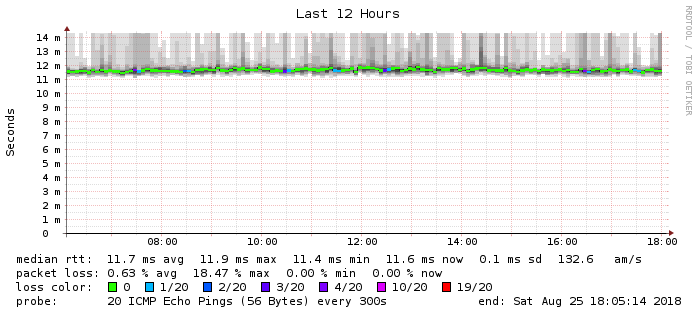 Last 12 Hours
RRDTOOL / TOBI OETIKER
Seconds
14 m
13 m
12 m
11 m
10 m
9 m
8 m
7 m
6 m
5 m
4 m
3 m
2 m
1 m
0
08:00 10:00 12:00 14:00 16:00 18:00
median rtt: 11.7 ms avg 11.9 ms max 11.4 ms min 11.6 ms now 0.1 ms sd 132.6 am/s
packet loss: 0.63 % avg 18.47 % max 0.00 % min 0.00 % now
loss color: 0 1/20 2/20 3/20 4/20 10/20 19/20
probe: 20 ICMP Echo Pings (56 Bytes) every 300s end: Sat Aug 25 18:05:14 2018